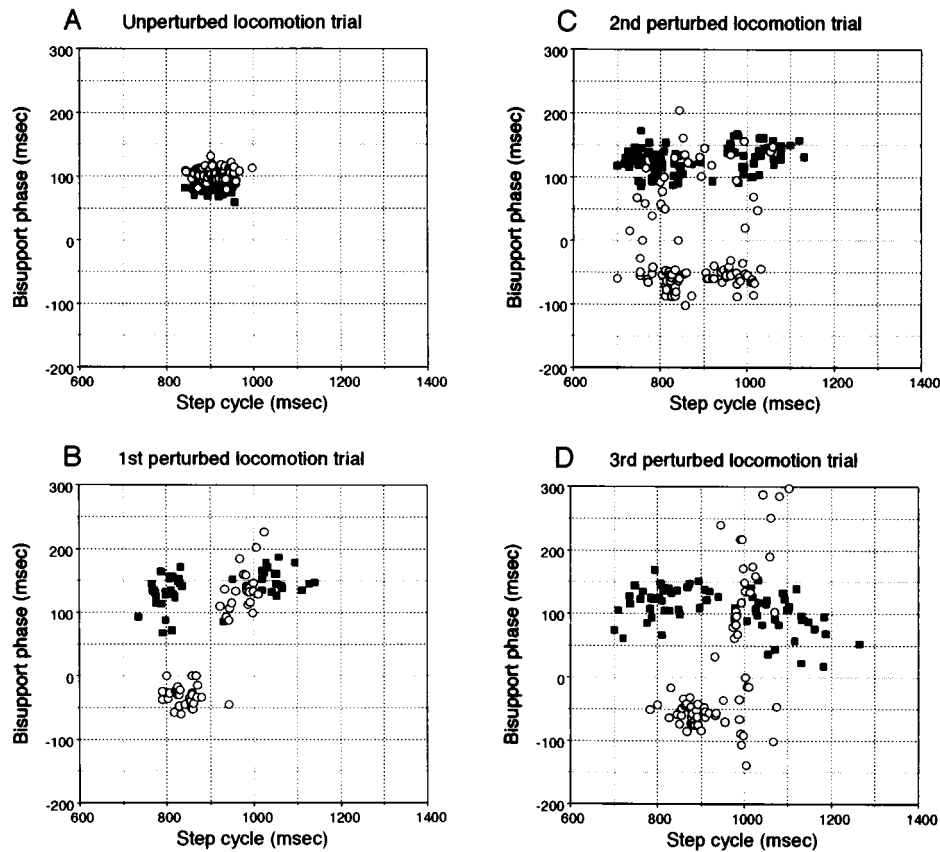 A Unperturbed locomotion trial
Bisupport phase (msec)
300
200
100
0
-100
-200
600 800 1000 1200 1400
Step cycle (msec)
B 1st perturbed locomotion trial
Bisupport phase (msec)
300
200
100
0
-100
-200
600 800 1000 1200 1400
Step cycle (msec)
C 2nd perturbed locomotion trial
Bisupport phase (msec)
300
200
100
0
-100
-200
600 800 1000 1200 1400
Step cycle (msec)
D 3rd perturbed locomotion trial
Bisupport phase (msec)
300
200
100
0
-100
-200
600 800 1000 1200 1400
Step cycle (msec)